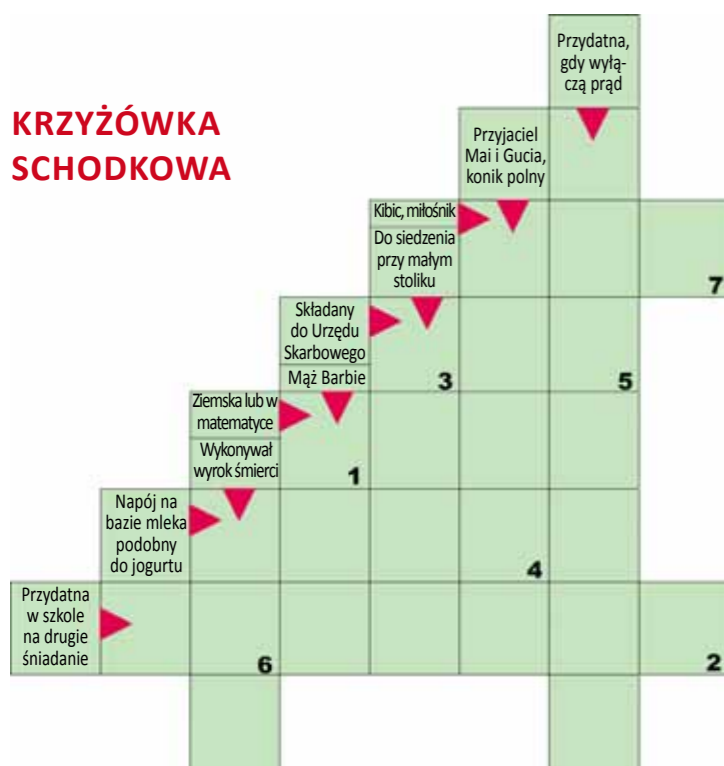 Przydatna,
gdy wyłą-
czą prąd
KRZYŻÓWKA
SCHODKOWA
Przyjaciel
Mai i Gucia,
konik polny
Kibic, miłośnik
Do siedzenia
przy małym
stoliku
7
Składany
do Urzędu
Skarbowego
Mąż Barbie
3
5
Ziemska lub w
matematyce
Wykonywał
wyrok śmierci
1
Napój na
bazie mleka
podobny
do jogurtu
4
Przydatna
w szkole
na drugie
śniadanie
6
2